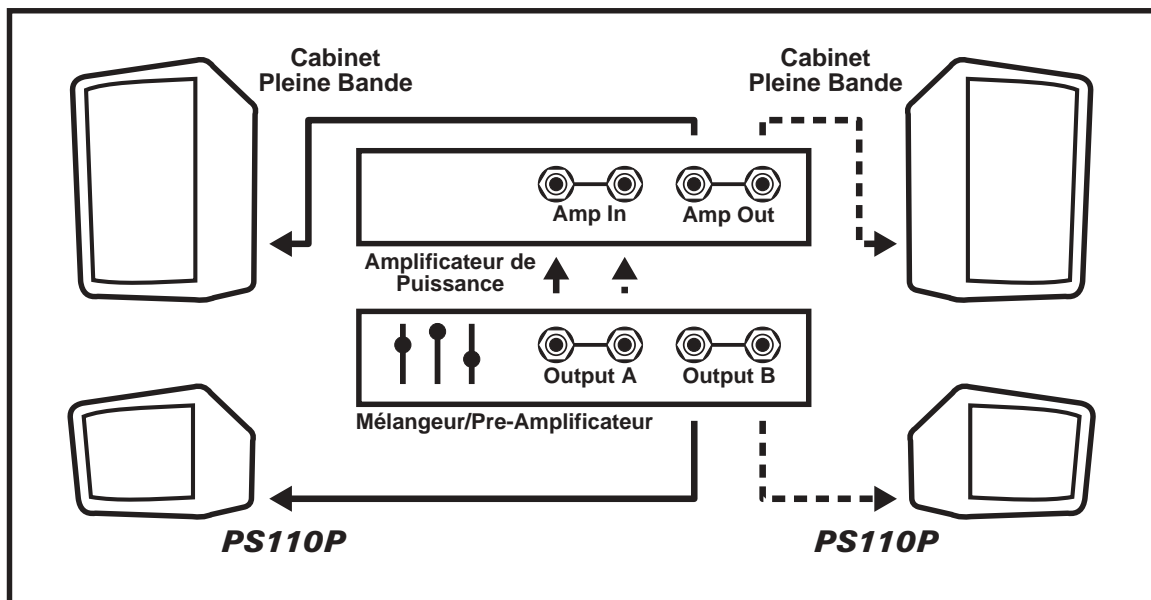 Cabinet
Pleine Bande
Cabinet
Pleine Bande
Amp In
Amp Out
Amplificateur de
Puissance
Output A
Output B
Mélangeur/Pre-Amplificateur
PS110P
PS110P